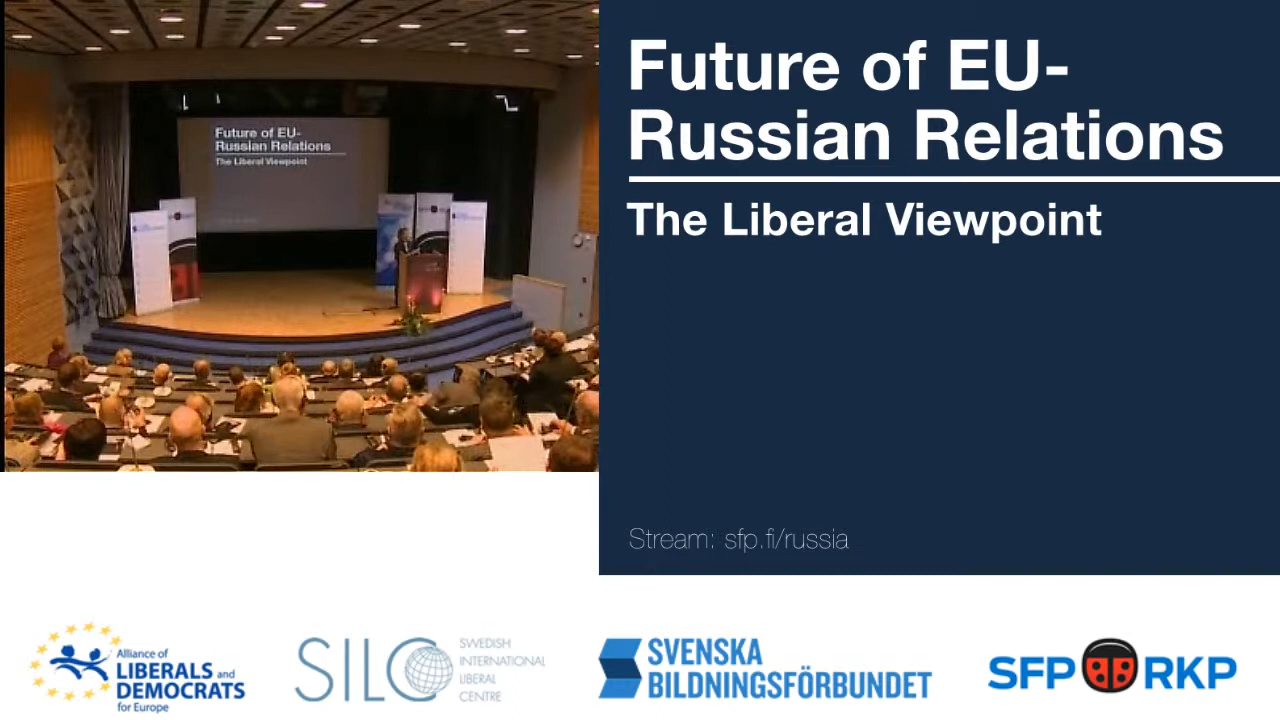 Future of EU-
Russian Relations
The Liberal Viewpoint
Future of EU-
Russian Relations
The Liberal Viewpoint
Stream: sfp.fi/russia
Alliance of
LIBERALS and
DEMOCRATS
for Europe
SILC
SWEDISH
INTERNATIONAL
LIBERAL
CENTRE
SVENSKA
BILDNINGSFÖRBUNDET
SFP RKP